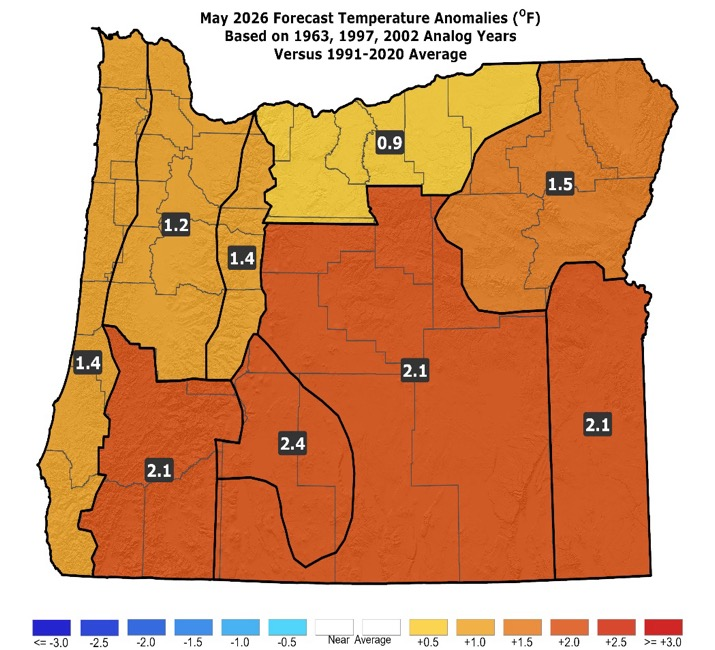 May 2026 Forecast Temperature Anomalies (⁰F)
Based on 1963, 1997, 2002 Analog Years
Versus 1991-2020 Average
0.9
1.5
1.2
1.4
1.4
2.1
2.1
2.4
2.1
<= -3.0 -2.5 -2.0 -1.5 -1.0 -0.5 Near Average +0.5 +1.0 +1.5 +2.0 +2.5 >= +3.0